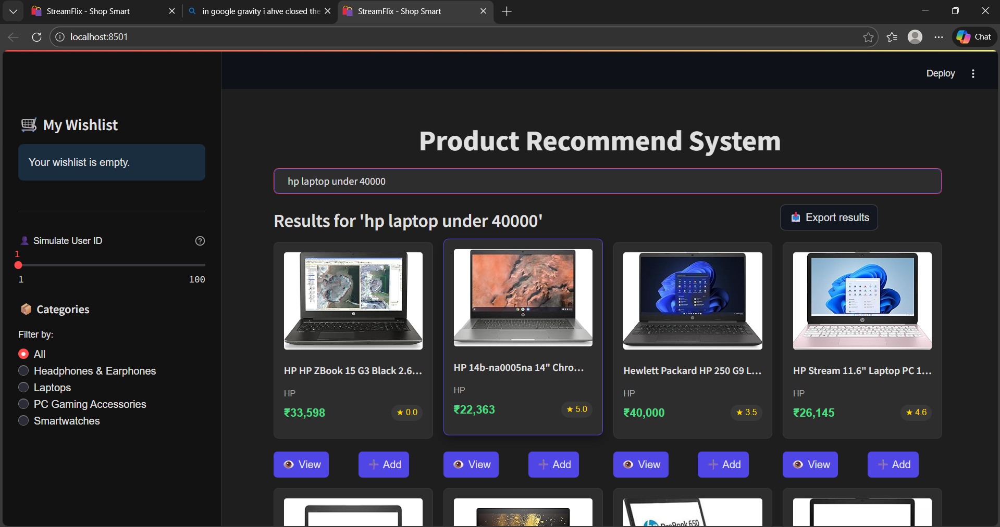 StreamFlix - Shop Smart
in google gravity i ahve closed the
StreamFlix - Shop Smart
localhost:8501
Chat
Deploy
My Wishlist
Your wishlist is empty.
Simulate User ID
1
1
100
Categories
Filter by:
All
Headphones & Earphones
Laptops
PC Gaming Accessories
Smartwatches
Product Recommend System
hp laptop under 40000
Results for 'hp laptop under 40000'
Export results
HP HP ZBook 15 G3 Black 2.6...
HP
₹33,598
★ 0.0
HP 14b-na0005na 14" Chro...
HP
₹22,363
★ 5.0
Hewlett Packard HP 250 G9 L...
HP
₹40,000
★ 3.5
HP Stream 11.6" Laptop PC 1...
HP
₹26,145
★ 4.6
View
Add
View
Add
View
Add
View
Add
ProBook 650